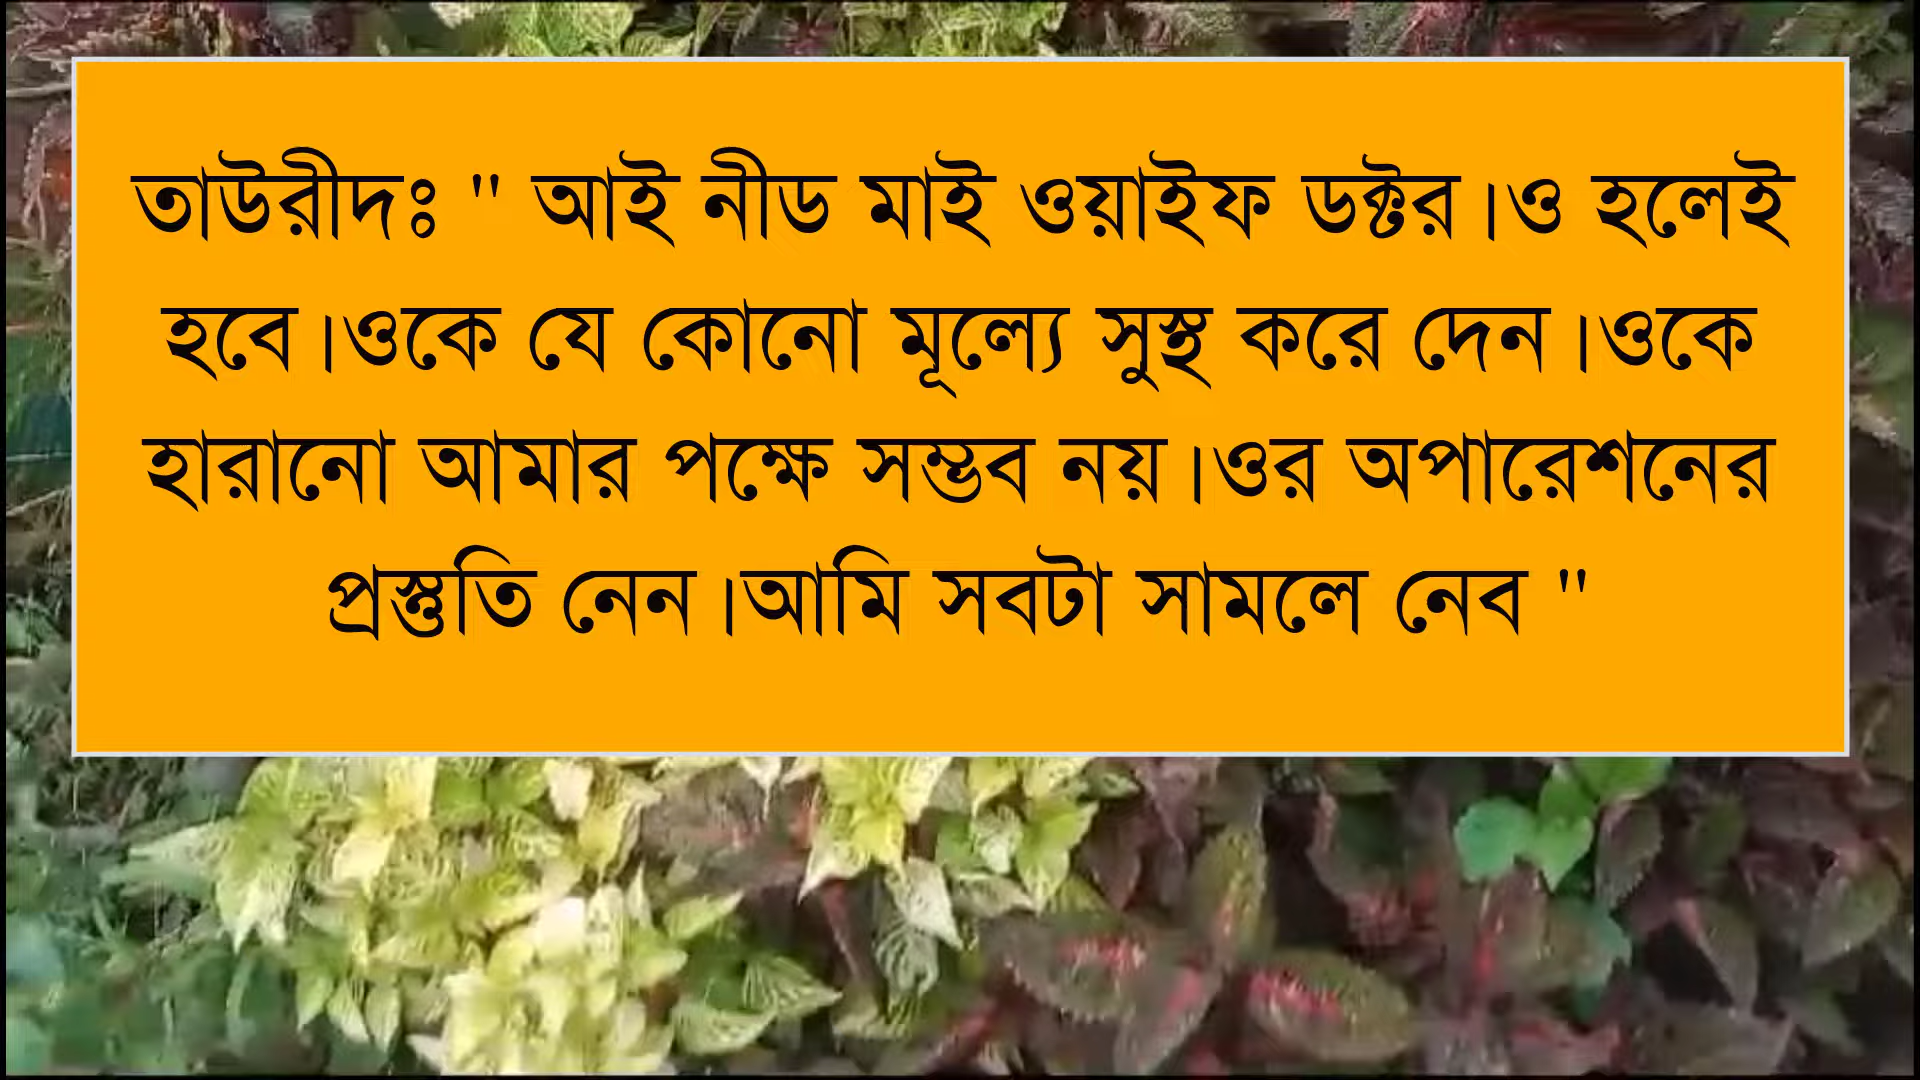 তাউরীদঃ " আই নীড মাই ওয়াইফ ডক্টর।ও হলেই
হবে।ওকে যে কোনো মূল্যে সুস্থ করে দেন।ওকে
হারানো আমার পক্ষে সম্ভব নয়।ওর অপারেশনের
প্রস্তুতি নেন।আমি সবটা সামলে নেব "